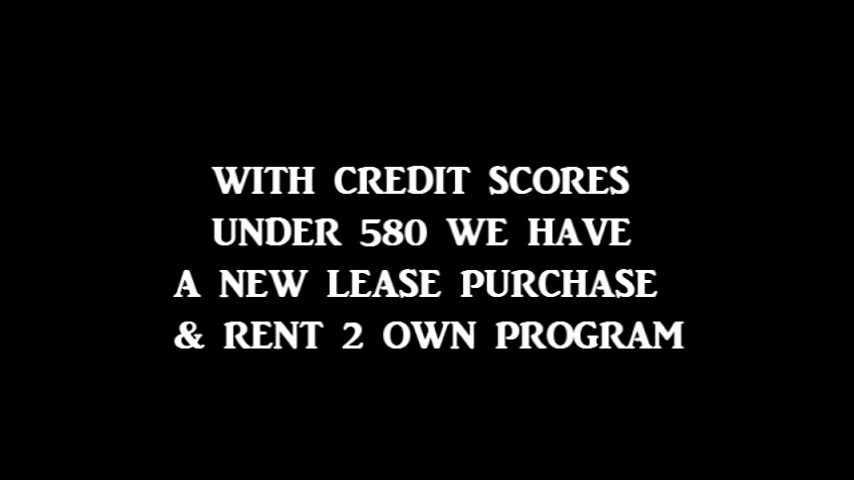 WITH CREDIT SCORES
UNDER 580 WE HAVE
A NEW LEASE PURCHASE
& RENT 2 OWN PROGRAM